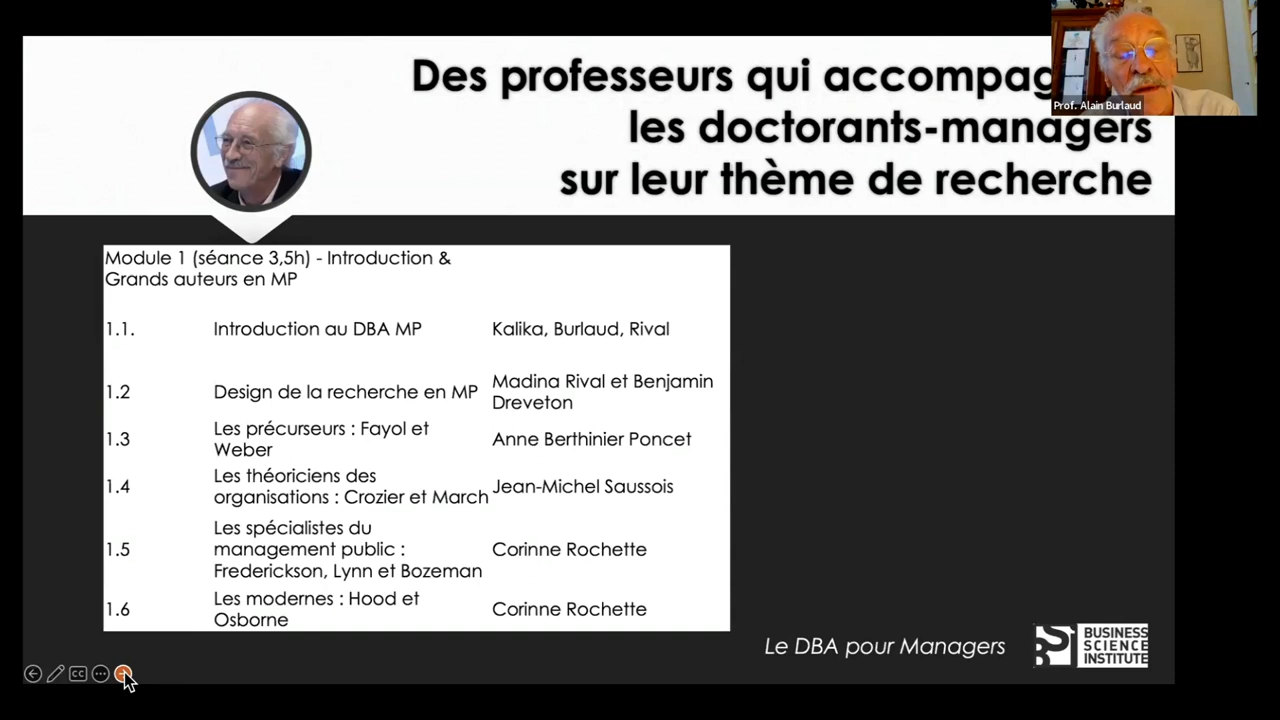 Des professeurs qui accompag
les doctorants-managers
sur leur thème de recherche
Prof. Alain Burlaud
Module 1 (séance 3,5h) - Introduction &
Grands auteurs en MP
1.1. Introduction au DBA MP Kalika, Burlaud, Rival
1.2 Design de la recherche en MP Madina Rival et Benjamin
Dreveton
1.3 Les précurseurs : Fayol et
Weber Anne Berthinier Poncet
1.4 Les théoriciens des
organisations : Crozier et March Jean-Michel Saussois
1.5 Les spécialistes du
management public :
Frederickson, Lynn et Bozeman Corinne Rochette
1.6 Les modernes : Hood et
Osborne Corinne Rochette
Le DBA pour Managers
BUSINESS
SCIENCE
INSTITUTE
CC